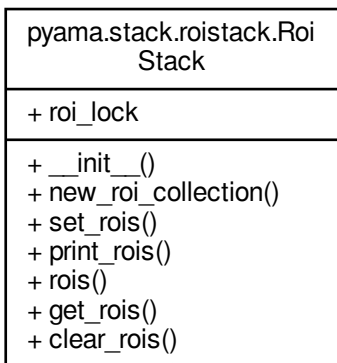 pyama.stack.roistack.Roi
Stack
+ roi_lock
+ __init__()
+ new_roi_collection()
+ set_rois()
+ print_rois()
+ rois()
+ get_rois()
+ clear_rois()